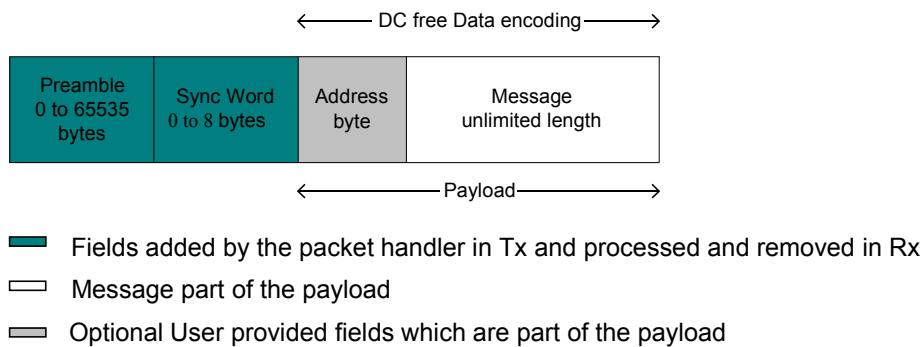 DC free Data encoding
Preamble
0 to 65535
bytes
Sync Word
0 to 8 bytes
Address
byte
Message
unlimited length
Payload
Fields added by the packet handler in Tx and processed and removed in Rx
Message part of the payload
Optional User provided fields which are part of the payload